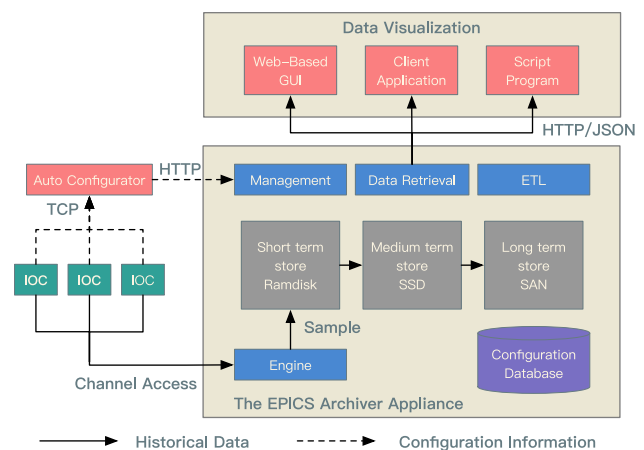 Data Visualization
Web-Based
GUI
Client
Application
Script
Program
HTTP/JSON
HTTP
Auto Configurator
Management
Data Retrieval
ETL
TCP
Short term
store
Ramdisk
Medium term
store
SSD
Long term
store
SAN
IOC
IOC
IOC
Sample
Engine
Configuration
Database
Channel Access
The EPICS Archiver Appliance
Historical Data
Configuration Information